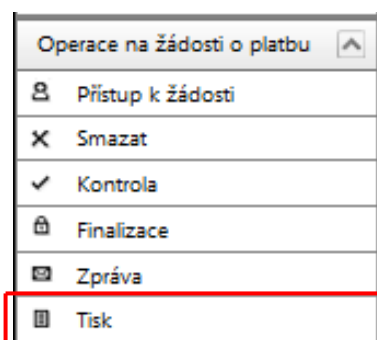 Operace na žádosti o platbu
Přístup k žádosti
Smazat
Kontrola
Finalizace
Zpráva
Tisk